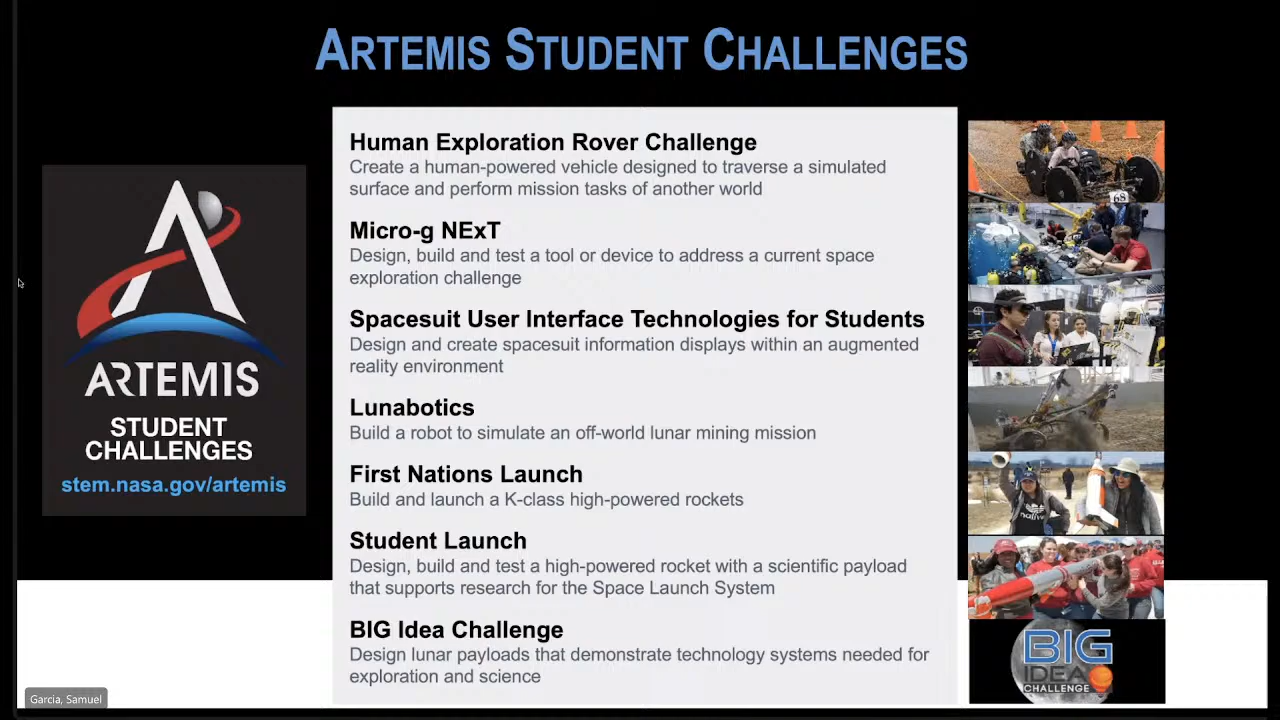 ARTEMIS STUDENT CHALLENGES
Human Exploration Rover Challenge
Create a human-powered vehicle designed to traverse a simulated
surface and perform mission tasks of another world
Micro-g NExT
Design, build and test a tool or device to address a current space
exploration challenge
Spacesuit User Interface Technologies for Students
Design and create spacesuit information displays within an augmented
reality environment
Lunabotics
Build a robot to simulate an off-world lunar mining mission
First Nations Launch
Build and launch a K-class high-powered rockets
Student Launch
Design, build and test a high-powered rocket with a scientific payload
that supports research for the Space Launch System
BIG Idea Challenge
Design lunar payloads that demonstrate technology systems needed for
exploration and science
ARTEMIS
STUDENT
CHALLENGES
stem.nasa.gov/artemis
native
BIG
IDEA
CHALLENGE
Garcia, Samuel